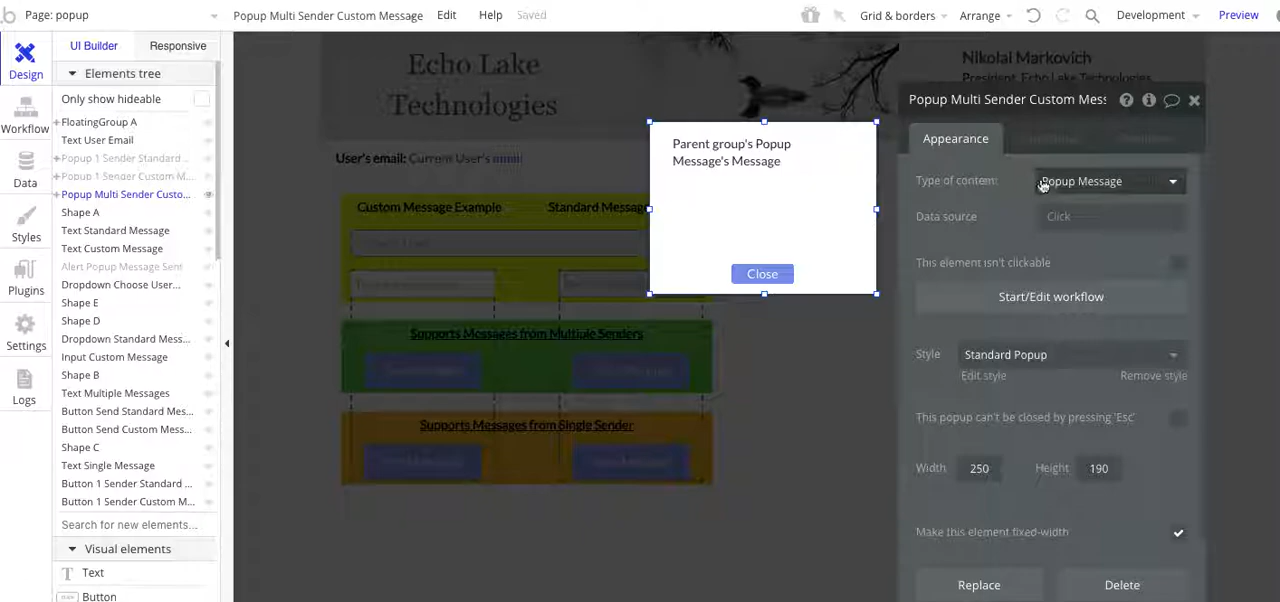 Page: popup
Popup Multi Sender Custom Message
Edit
Help
Saved
Grid & borders
Arrange
Development
Preview
Design
Workflow
Data
Styles
Plugins
Settings
Logs
UI Builder
Responsive
Elements tree
Only show hideable
FloatingGroup A
Text User Email
Popup 1 Sender Standard ...
Popup 1 Sender Custom M...
Popup Multi Sender Custo...
Shape A
Text Standard Message
Text Custom Message
Alert Popup Message Sent
Dropdown Choose User...
Shape E
Shape D
Dropdown Standard Mess...
Input Custom Message
Shape B
Text Multiple Messages
Button Send Standard Mes...
Button Send Custom Mess...
Shape C
Text Single Message
Button 1 Sender Standard ...
Button 1 Sender Custom M...
Search for new elements...
Visual elements
Text
Button
Echo Lake
Technologies
Nikolai Markovich
President, Echo Lake Technologies
User's email: Current User's email
Custom Message Example
Standard Messag
Supports Messages from Multiple Senders
Supports Messages from Single Sender
Parent group's Popup
Message's Message
Close
Popup Multi Sender Custom Mess
Appearance
Type of content
Popup Message
Data source
Click
This element isn't clickable
Start/Edit workflow
Style
Standard Popup
Edit style
Remove style
This popup can't be closed by pressing 'Esc'
Width
250
Height
190
Make this element fixed-width
Replace
Delete